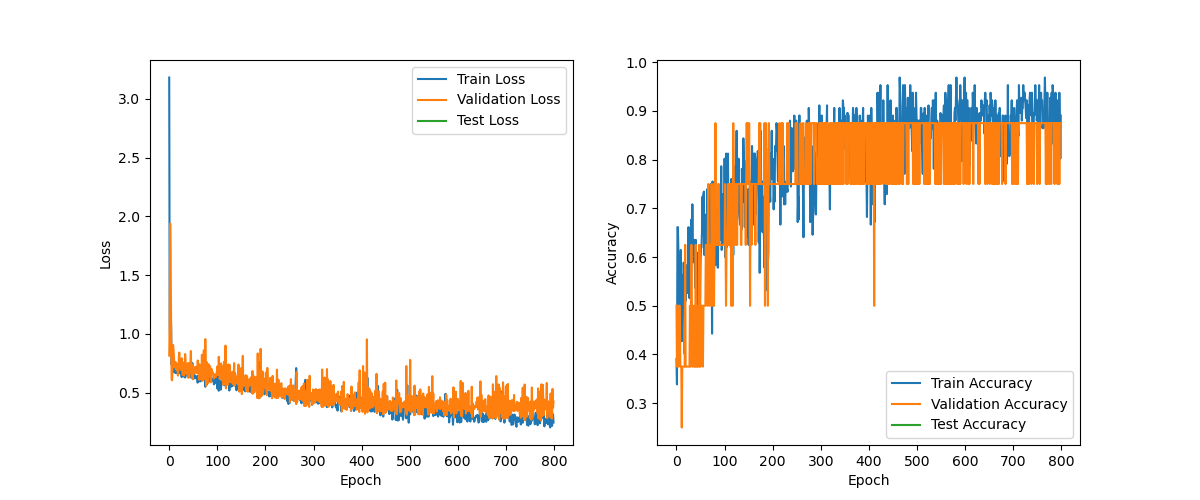 3.0
2.5
2.0
1.5
1.0
0.5
Loss
0 100 200 300 400 500 600 700 800
Epoch
Train Loss
Validation Loss
Test Loss
1.0
0.9
0.8
0.7
0.6
0.5
0.4
0.3
Accuracy
0 100 200 300 400 500 600 700 800
Epoch
Train Accuracy
Validation Accuracy
Test Accuracy